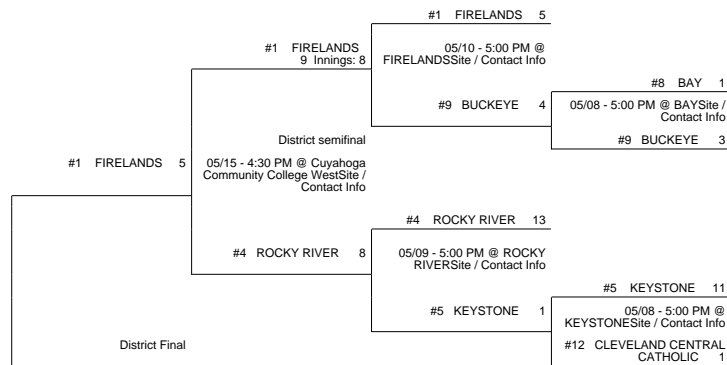 #1 FIRELANDS 5
#1 FIRELANDS
9 Innings: 8
05/10 - 5:00 PM @
FIRELANDSSite / Contact Info
#8 BAY 1
#9 BUCKEYE 4
05/08 - 5:00 PM @ BAYSite /
Contact Info
District semifinal
#9 BUCKEYE 3
#1 FIRELANDS 5
05/15 - 4:30 PM @ Cuyahoga
Community College WestSite /
Contact Info
#4 ROCKY RIVER 13
#4 ROCKY RIVER 8
05/09 - 5:00 PM @ ROCKY
RIVERSite / Contact Info
#5 KEYSTONE 11
#5 KEYSTONE 1
05/08 - 5:00 PM @
KEYSTONESite / Contact Info
District Final
#12 CLEVELAND CENTRAL
CATHOLIC 1